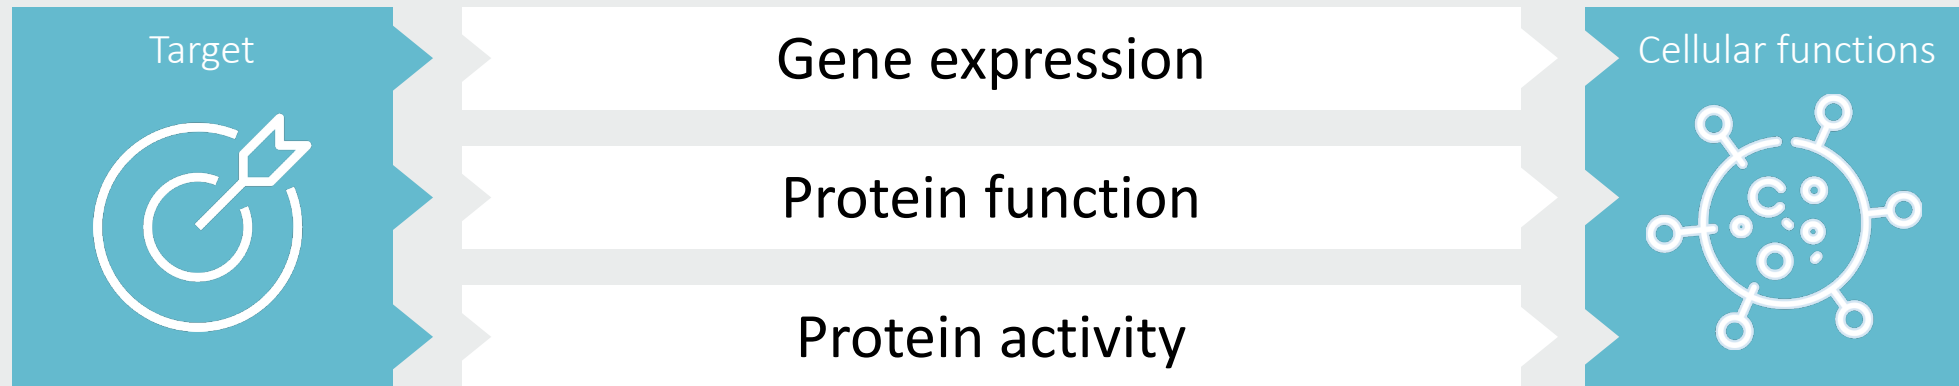 Target
Gene expression
Protein function
Protein activity
Cellular functions